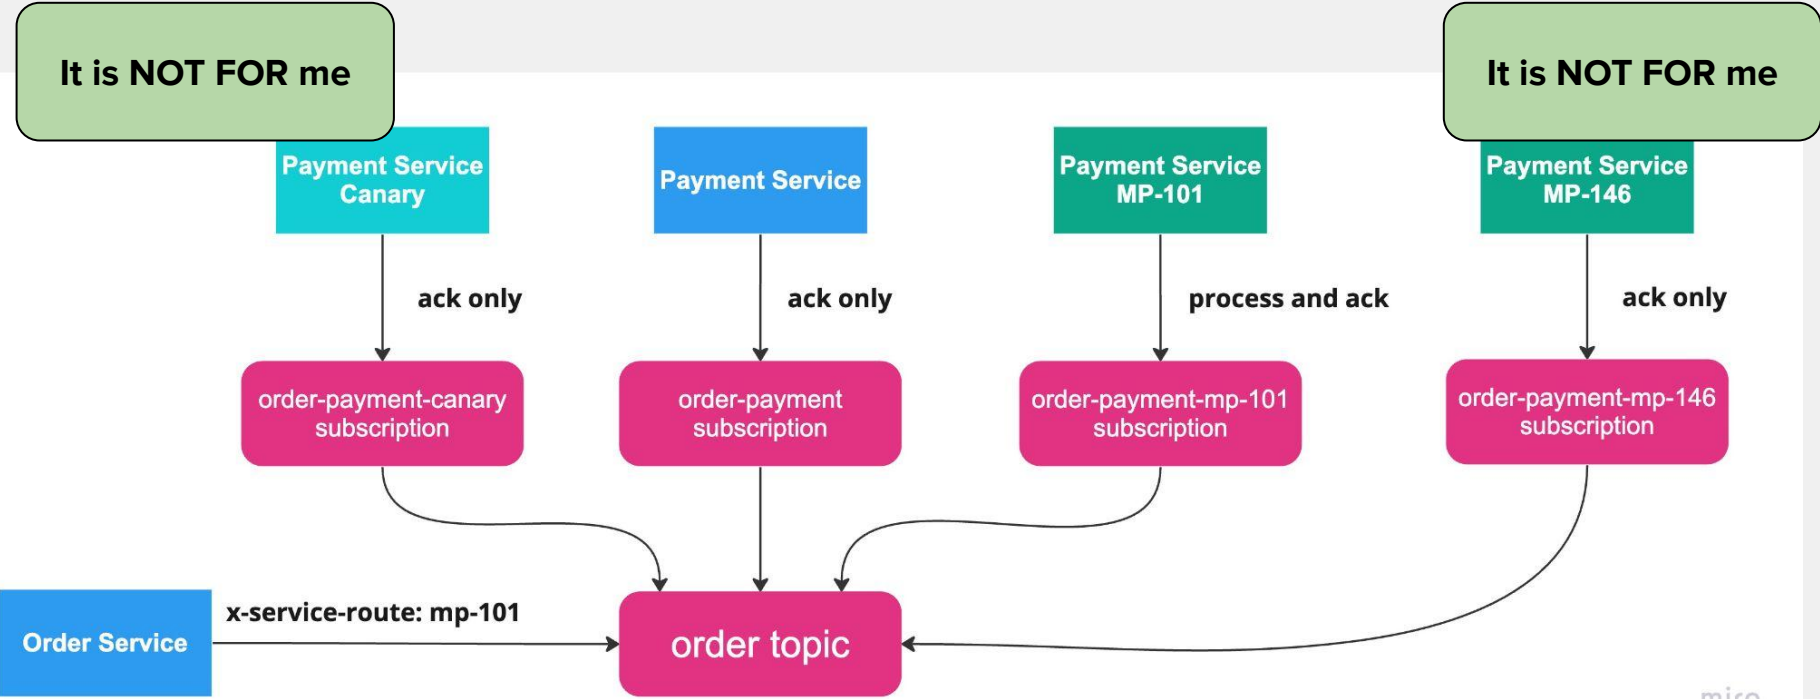 It is NOT FOR me
It is NOT FOR me
Payment Service
Canary
Payment Service
Payment Service
MP-101
Payment Service
MP-146
ack only
ack only
process and ack
ack only
order-payment-canary
subscription
order-payment
subscription
order-payment-mp-101
subscription
order-payment-mp-146
subscription
x-service-route: mp-101
Order Service
order topic
miro